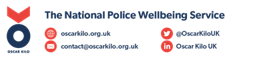 The National Police Wellbeing Service
oscarkilo.org.uk @OscarKiloUK
contact@oscarkilo.org.uk Oscar Kilo UK
OSCAR KILO